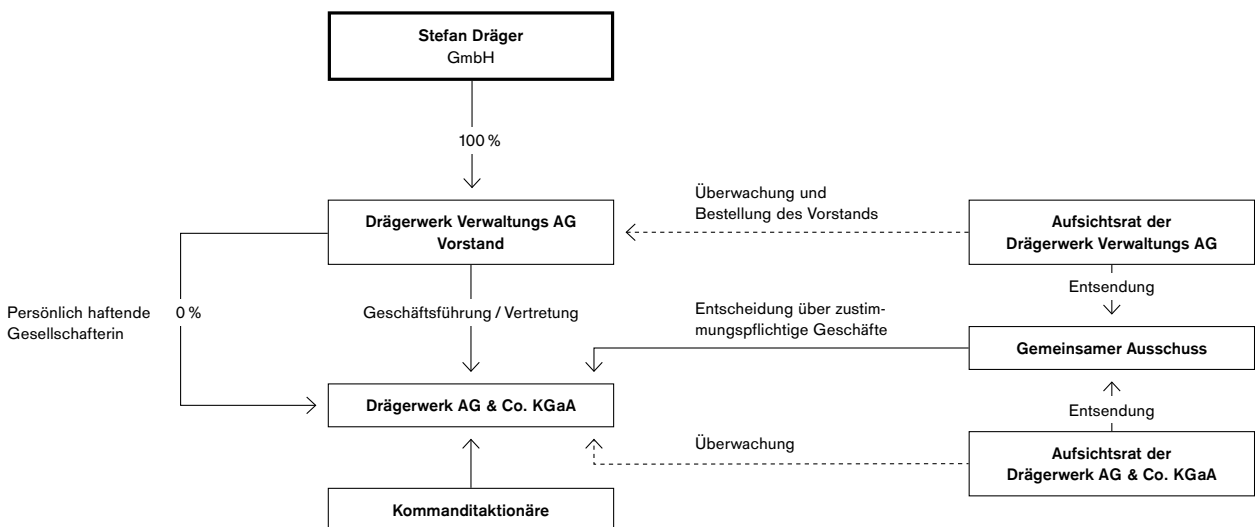 Stefan Dräger
GmbH
100 %
Drägerwerk Verwaltungs AG
Vorstand
Überwachung und
Bestellung des Vorstands
Aufsichtsrat der
Drägerwerk Verwaltungs AG
Persönlich haftende
Gesellschafterin
0 %
Geschäftsführung / Vertretung
Entscheidung über zustim-
mungspflichtige Geschäfte
Entsendung
Gemeinsamer Ausschuss
Drägerwerk AG & Co. KGaA
Entsendung
Überwachung
Aufsichtsrat der
Drägerwerk AG & Co. KGaA
Kommanditaktionäre